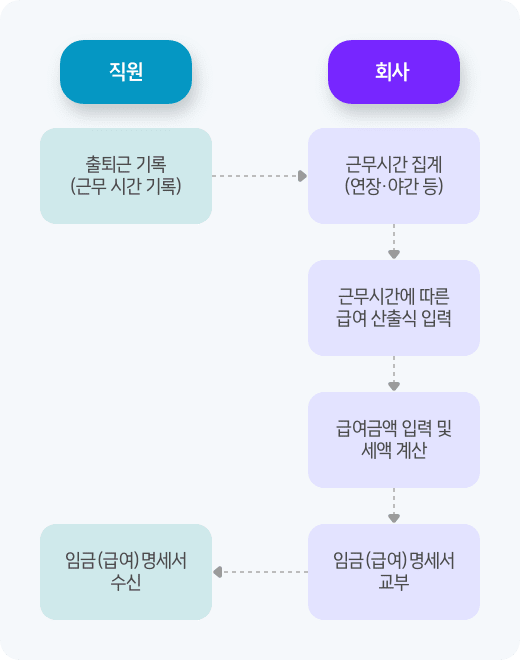 직원
회사
출퇴근 기록
(근무 시간 기록)
근무시간 집계
(연장·야간 등)
근무시간에 따른
급여 산출식 입력
급여금액 입력 및
세액 계산
임금(급여)명세서
수신
임금(급여)명세서
교부